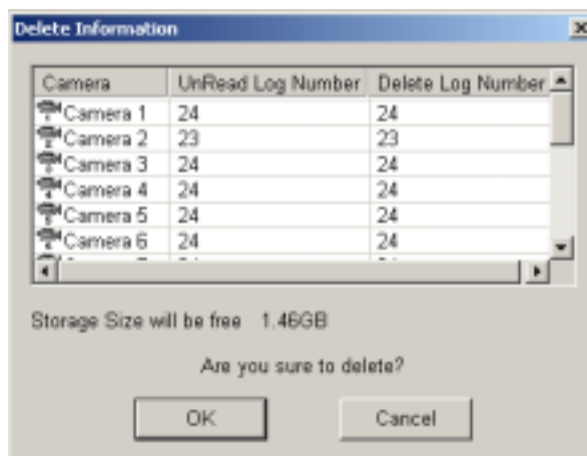 Delete Information
Camera UnRead Log Number Delete Log Number
Camera 1 24 24
Camera 2 23 23
Camera 3 24 24
Camera 4 24 24
Camera 5 24 24
Camera 6 24 24
Storage Size will be free 1.46GB
Are you sure to delete?
OK Cancel